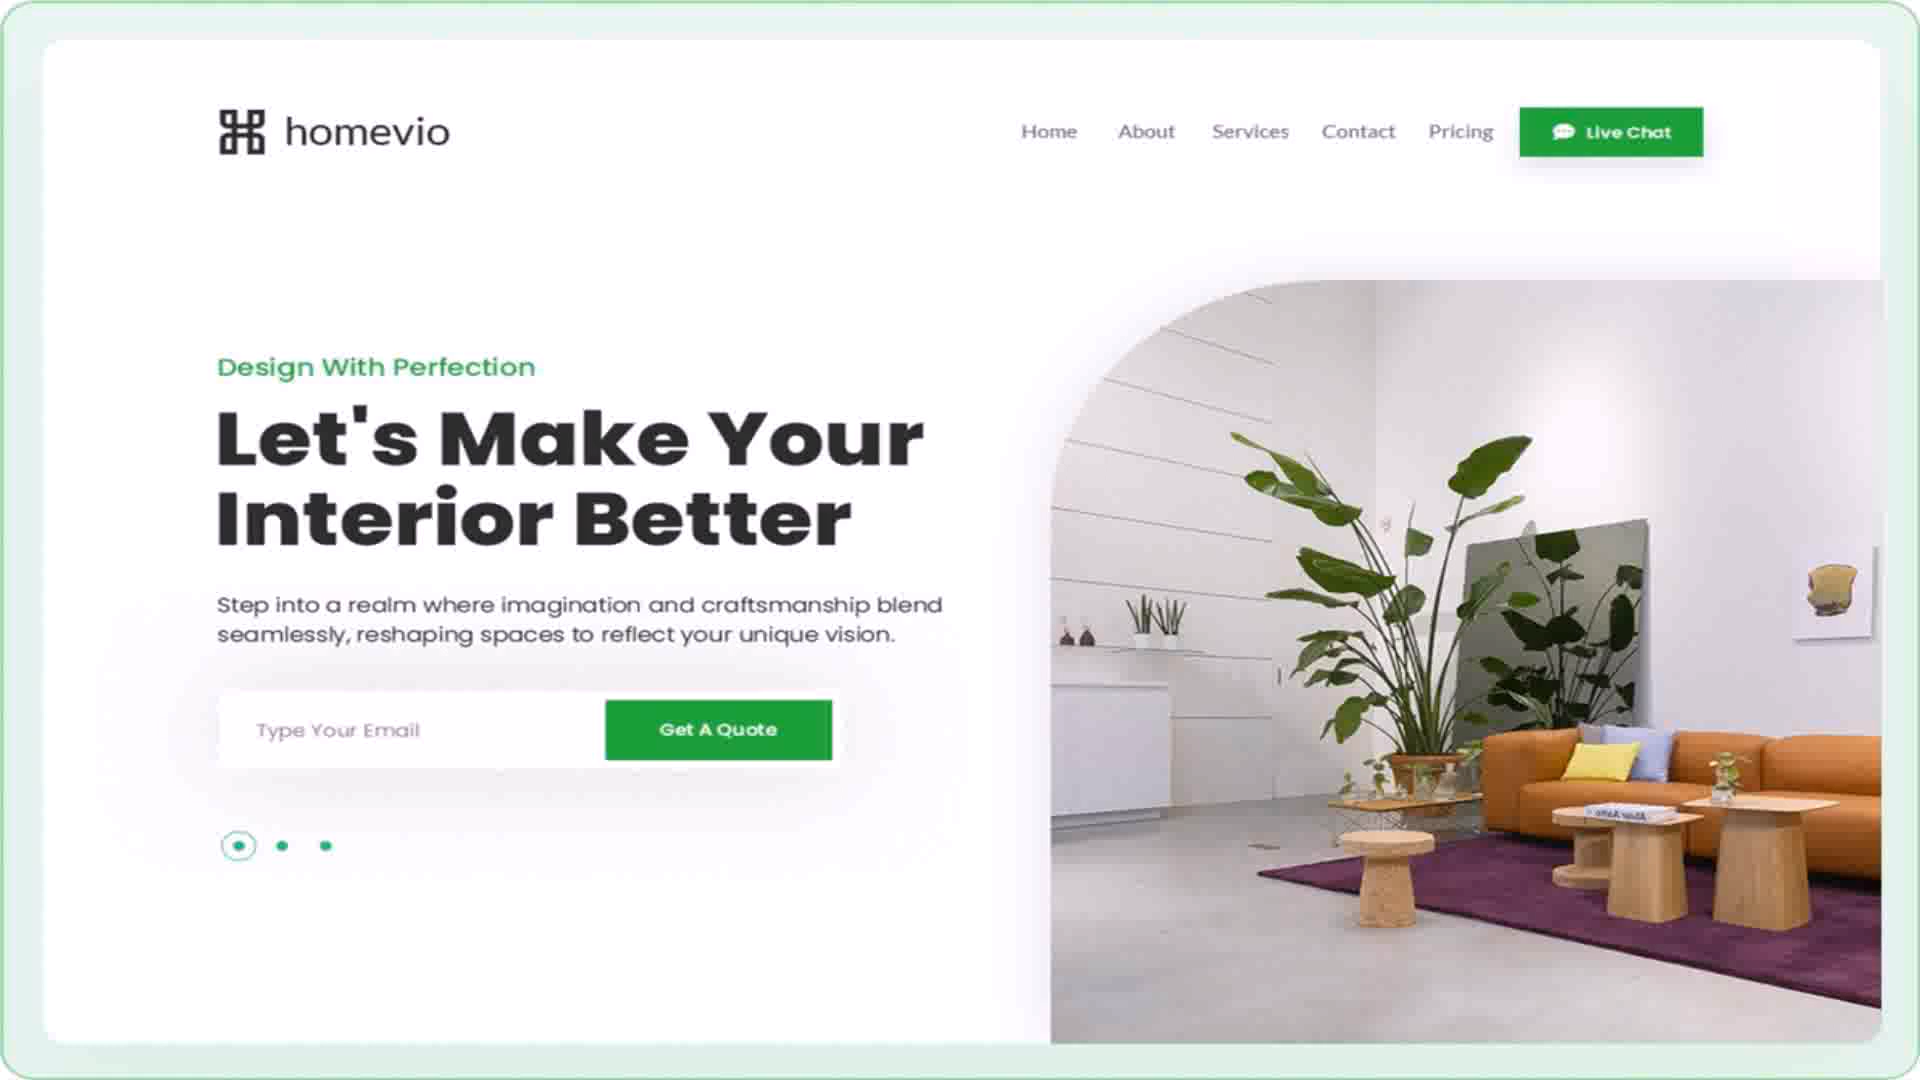 homevio
Home About Services Contact Pricing Live Chat
Design With Perfection
Let's Make Your
Interior Better
Step into a realm where imagination and craftsmanship blend
seamlessly, reshaping spaces to reflect your unique vision.
Type Your Email Get A Quote